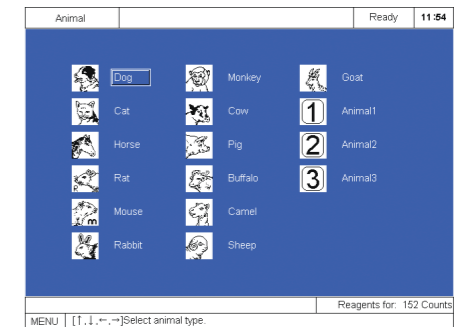 Animal Ready 11:54
Dog Monkey Goat
Cat Cow 1 Animal1
Horse Pig 2 Animal2
R Rat Buffalo 3 Animal3
m Mouse Camel
Rabbit Sheep
Reagents for: 152 Counts
MENU [↑,↓,←,→]Select animal type.